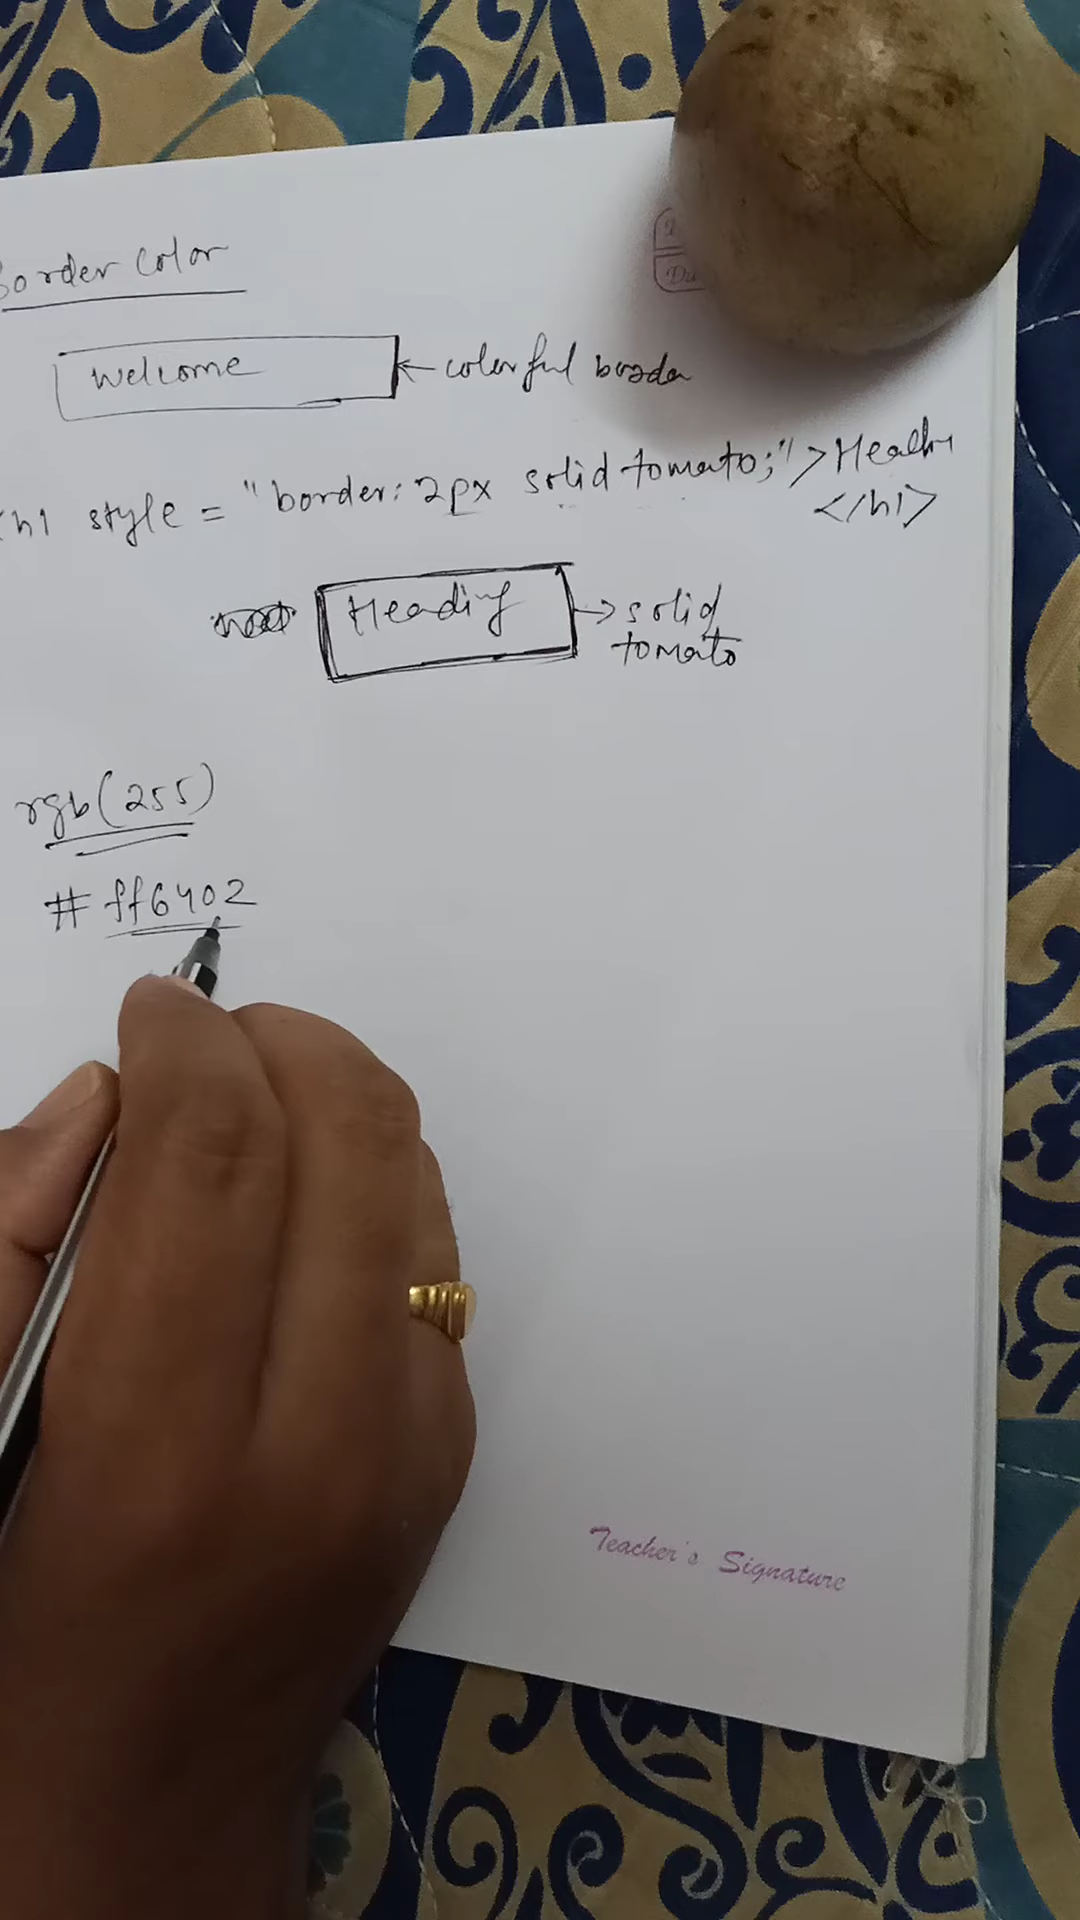 Border color
Welcome ← colorful border
<h1 style = "border: 2px solid tomato;">Heading
</h1>
Heading → solid
tomato
rgb(255)
#ff6402
Teacher's Signature